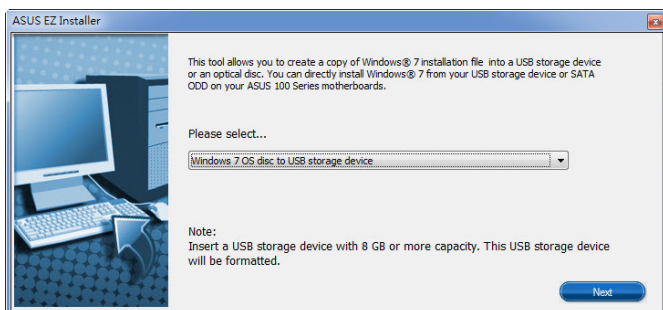 ASUS EZ Installer
This tool allows you to create a copy of Windows® 7 installation file into a USB storage device
or an optical disc. You can directly install Windows® 7 from your USB storage device or SATA
ODD on your ASUS 100 Series motherboards.
Please select...
Windows 7 OS disc to USB storage device
Note:
Insert a USB storage device with 8 GB or more capacity. This USB storage device
will be formatted.
Next